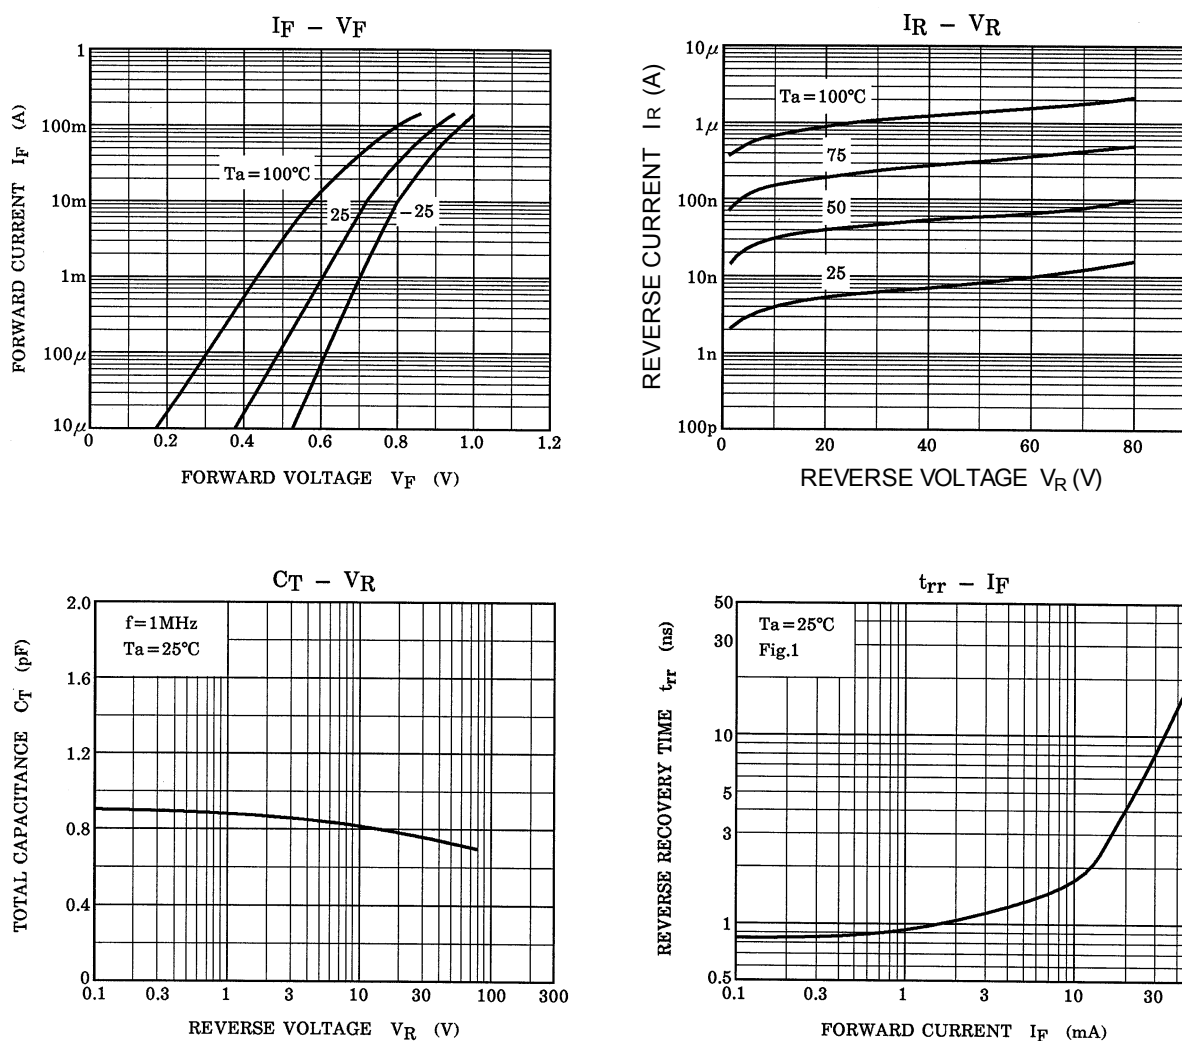 IF – VF
1
100m
10m
1m
100μ
10μ
FORWARD CURRENT IF (A)
Ta=100℃
25
−25
0 0.2 0.4 0.6 0.8 1.0 1.2
FORWARD VOLTAGE VF (V)
IR – VR
10μ
1μ
100n
10n
1n
100p
REVERSE CURRENT IR (A)
Ta=100℃
75
50
25
0 20 40 60 80
REVERSE VOLTAGE VR (V)
CT – VR
2.0
1.6
1.2
0.8
0.4
0
TOTAL CAPACITANCE CT (pF)
f=1MHz
Ta=25℃
0.1 0.3 1 3 10 30 100 300
REVERSE VOLTAGE VR (V)
trr – IF
50
30
10
5
3
1
0.5
REVERSE RECOVERY TIME trr (ns)
Ta=25℃
Fig.1
0.1 0.3 1 3 10 30
FORWARD CURRENT IF (mA)